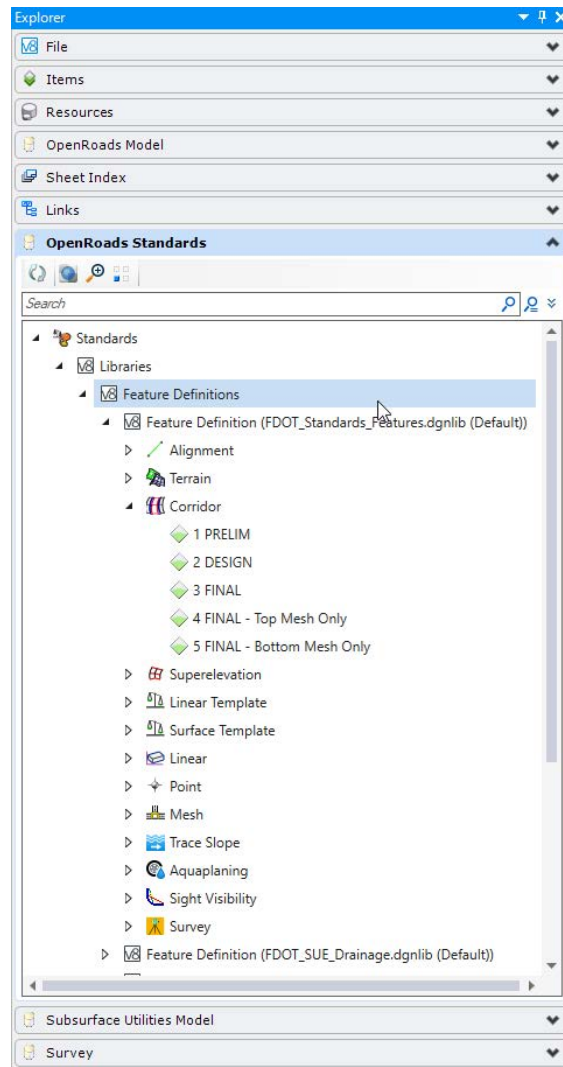 Explorer
File
Items
Resources
OpenRoads Model
Sheet Index
Links
OpenRoads Standards
Search
Standards
Libraries
Feature Definitions
Feature Definition (FDOT_Standards_Features.dgnlib (Default))
Alignment
Terrain
Corridor
1 PRELIM
2 DESIGN
3 FINAL
4 FINAL - Top Mesh Only
5 FINAL - Bottom Mesh Only
Superelevation
Linear Template
Surface Template
Linear
Point
Mesh
Trace Slope
Aquaplaning
Sight Visibility
Survey
Feature Definition (FDOT_SUE_Drainage.dgnlib (Default))
Subsurface Utilities Model
Survey